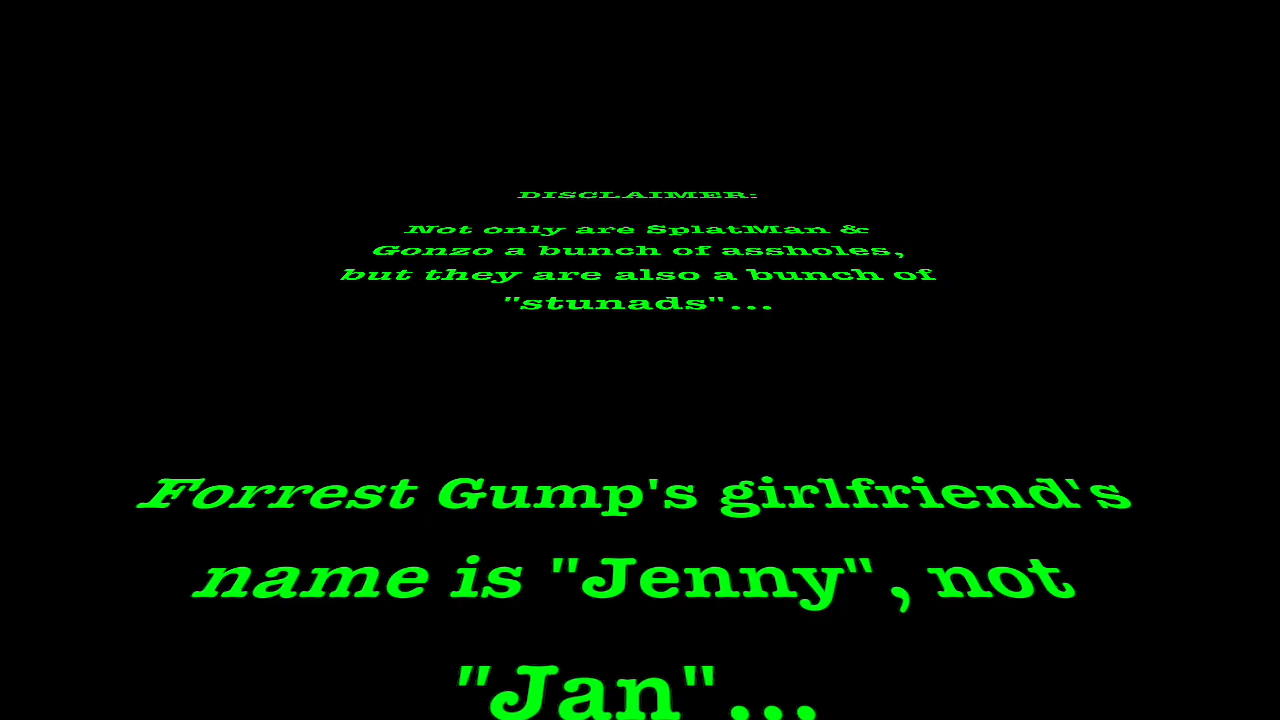 DISCLAIMER:
Not only are SplatMan &
Gonzo a bunch of assholes,
but they are also a bunch of
"stunads"...
Forrest Gump's girlfriend's
name is "Jenny", not
"Jan"...